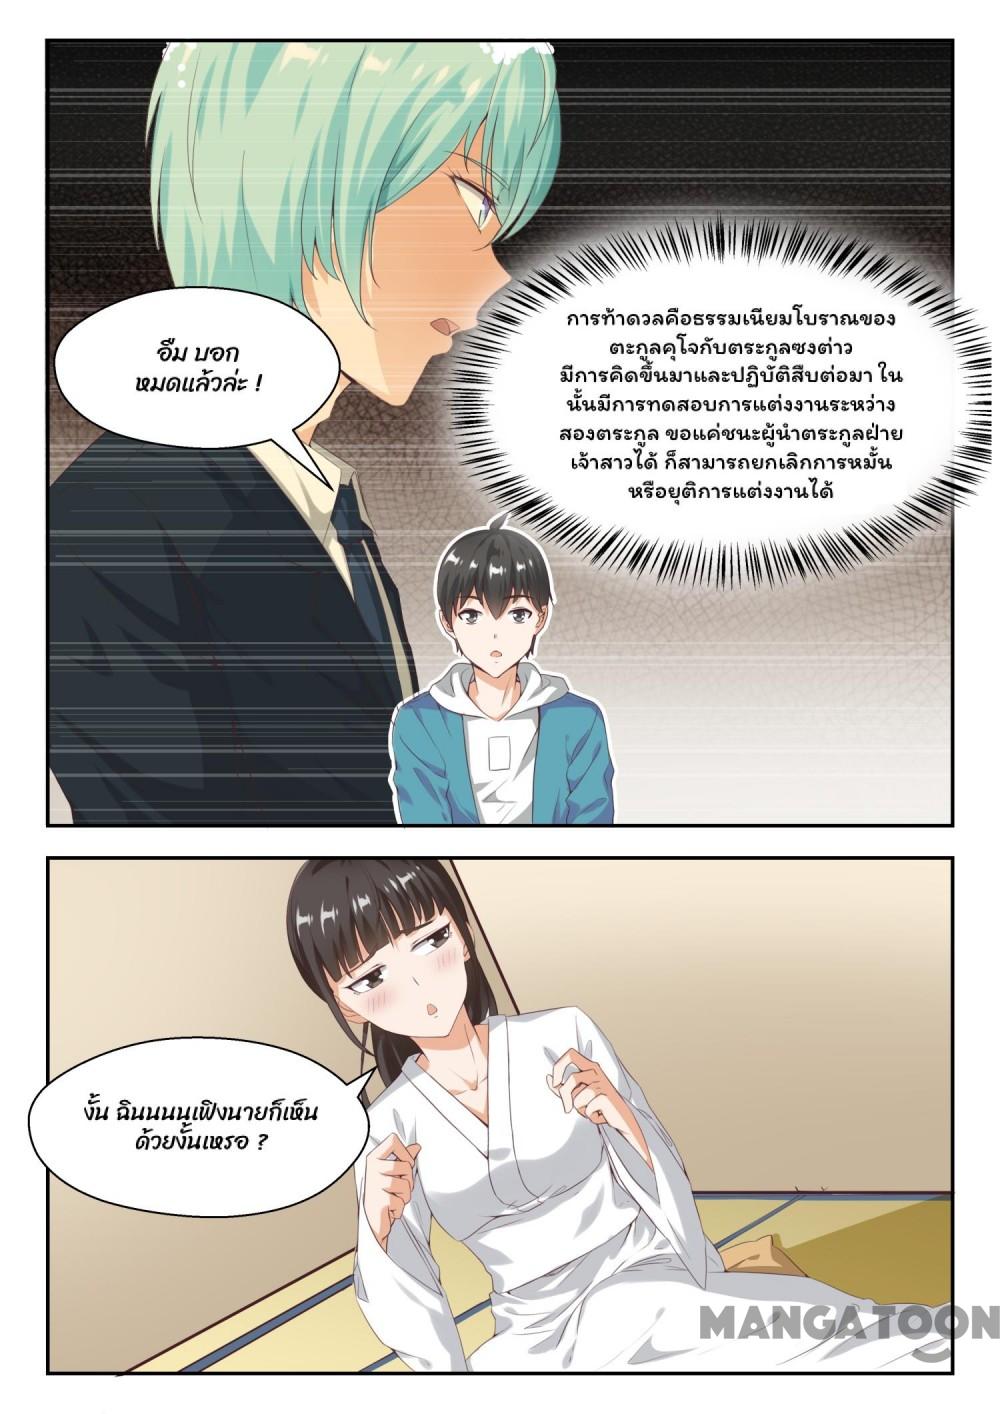 อืม บอก
หมดแล้วล่ะ !
การท้าดวลคือธรรมเนียมโบราณของ
ตะกูลคุโจกับตระกูลซงต่าว
มีการคิดขึ้นมาและปฏิบัติสืบต่อมา ใน
นั้นมีการทดสอบการแต่งงานระหว่าง
สองตระกูล ขอแค่ชนะผู้นำตระกูลฝ่าย
เจ้าสาวได้ ก็สามารถยกเลิกการหมั้น
หรือยุติการแต่งงานได้
งั้น ฉินนนนเฟิงนายก็เห็น
ด้วยงั้นเหรอ ?
MANGATOON